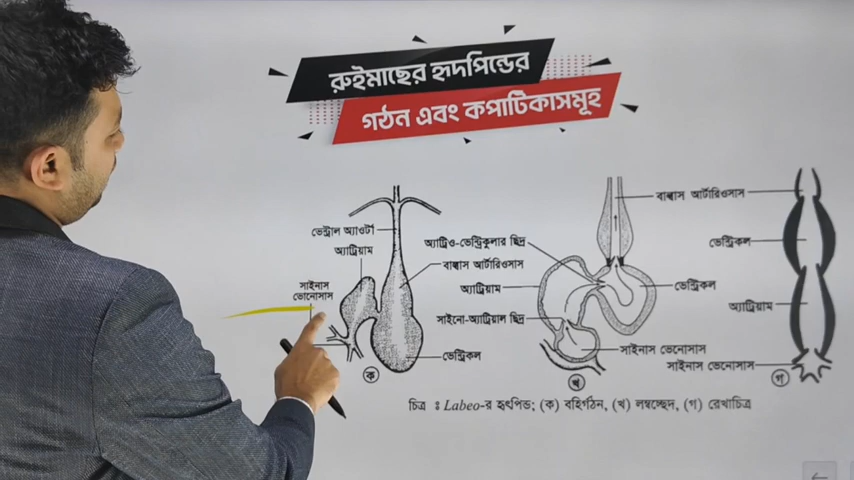 রুইমাছের হৃদপিন্ডের
গঠন এবং কপাটিকাসমূহ
ভেন্ট্রাল অ্যাওর্টা
অ্যাট্রিয়াম
সাইনাস
ভেনোসাস
বাল্বাস আর্টারিওসাস
ভেন্ট্রিকল
ক
অ্যাট্রিও-ভেন্ট্রিকুলার ছিদ্র
অ্যাট্রিয়াম
সাইনো-অ্যাট্রিয়াল ছিদ্র
ভেন্ট্রিকল
সাইনাস ভেনোসাস
খ
বাল্বাস আর্টারিওসাস
ভেন্ট্রিকল
অ্যাট্রিয়াম
সাইনাস ভেনোসাস
গ
চিত্র ঃ Labeo-র হৃৎপিন্ড; (ক) বহির্গঠন, (খ) লম্বচ্ছেদ, (গ) রেখাচিত্র